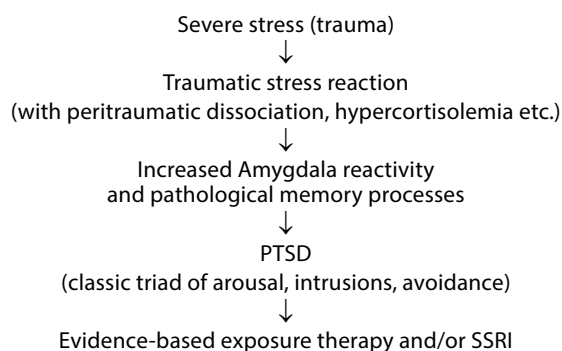 Severe stress (trauma)
↓
Traumatic stress reaction
(with peritraumatic dissociation, hypercortisolemia etc.)
↓
Increased Amygdala reactivity
and pathological memory processes
↓
PTSD
(classic triad of arousal, intrusions, avoidance)
↓
Evidence-based exposure therapy and/or SSRI